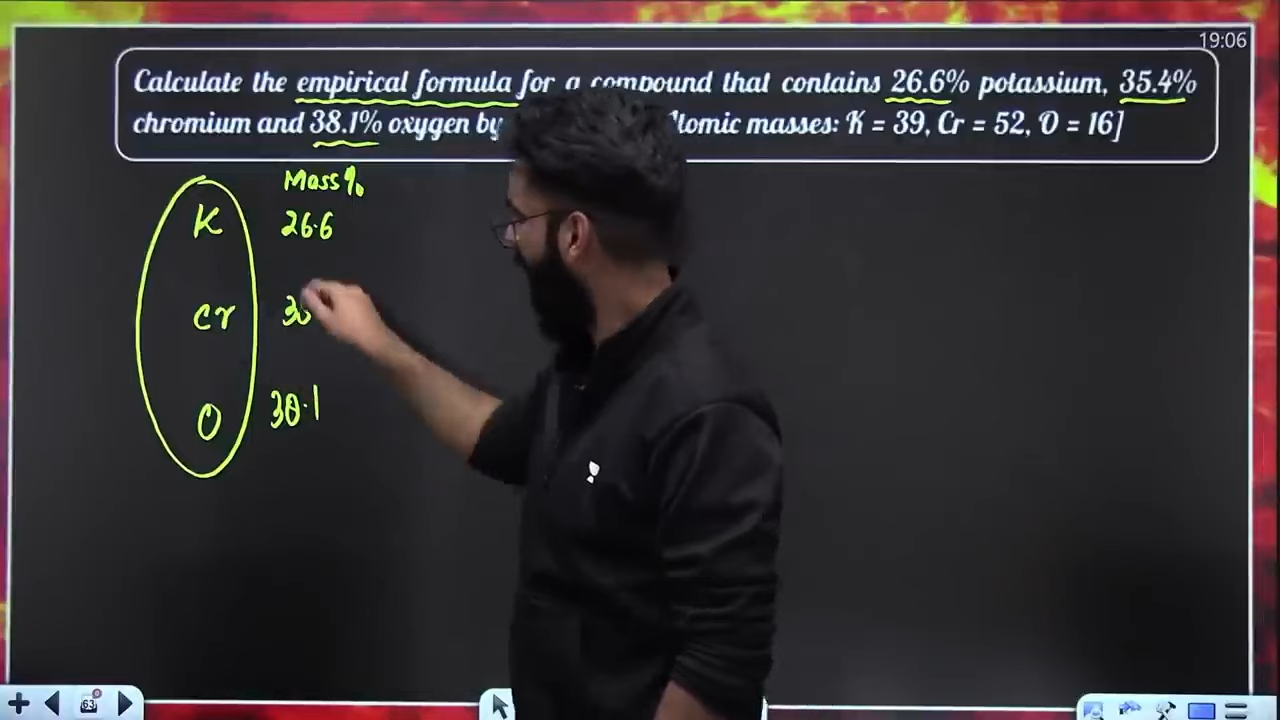 19:06
Calculate the empirical formula for a compound that contains 26.6% potassium, 35.4%
chromium and 38.1% oxygen by tomic masses: K = 39, Cr = 52, O = 16]
Mass%
K 26.6
Cr
O 38.1
63